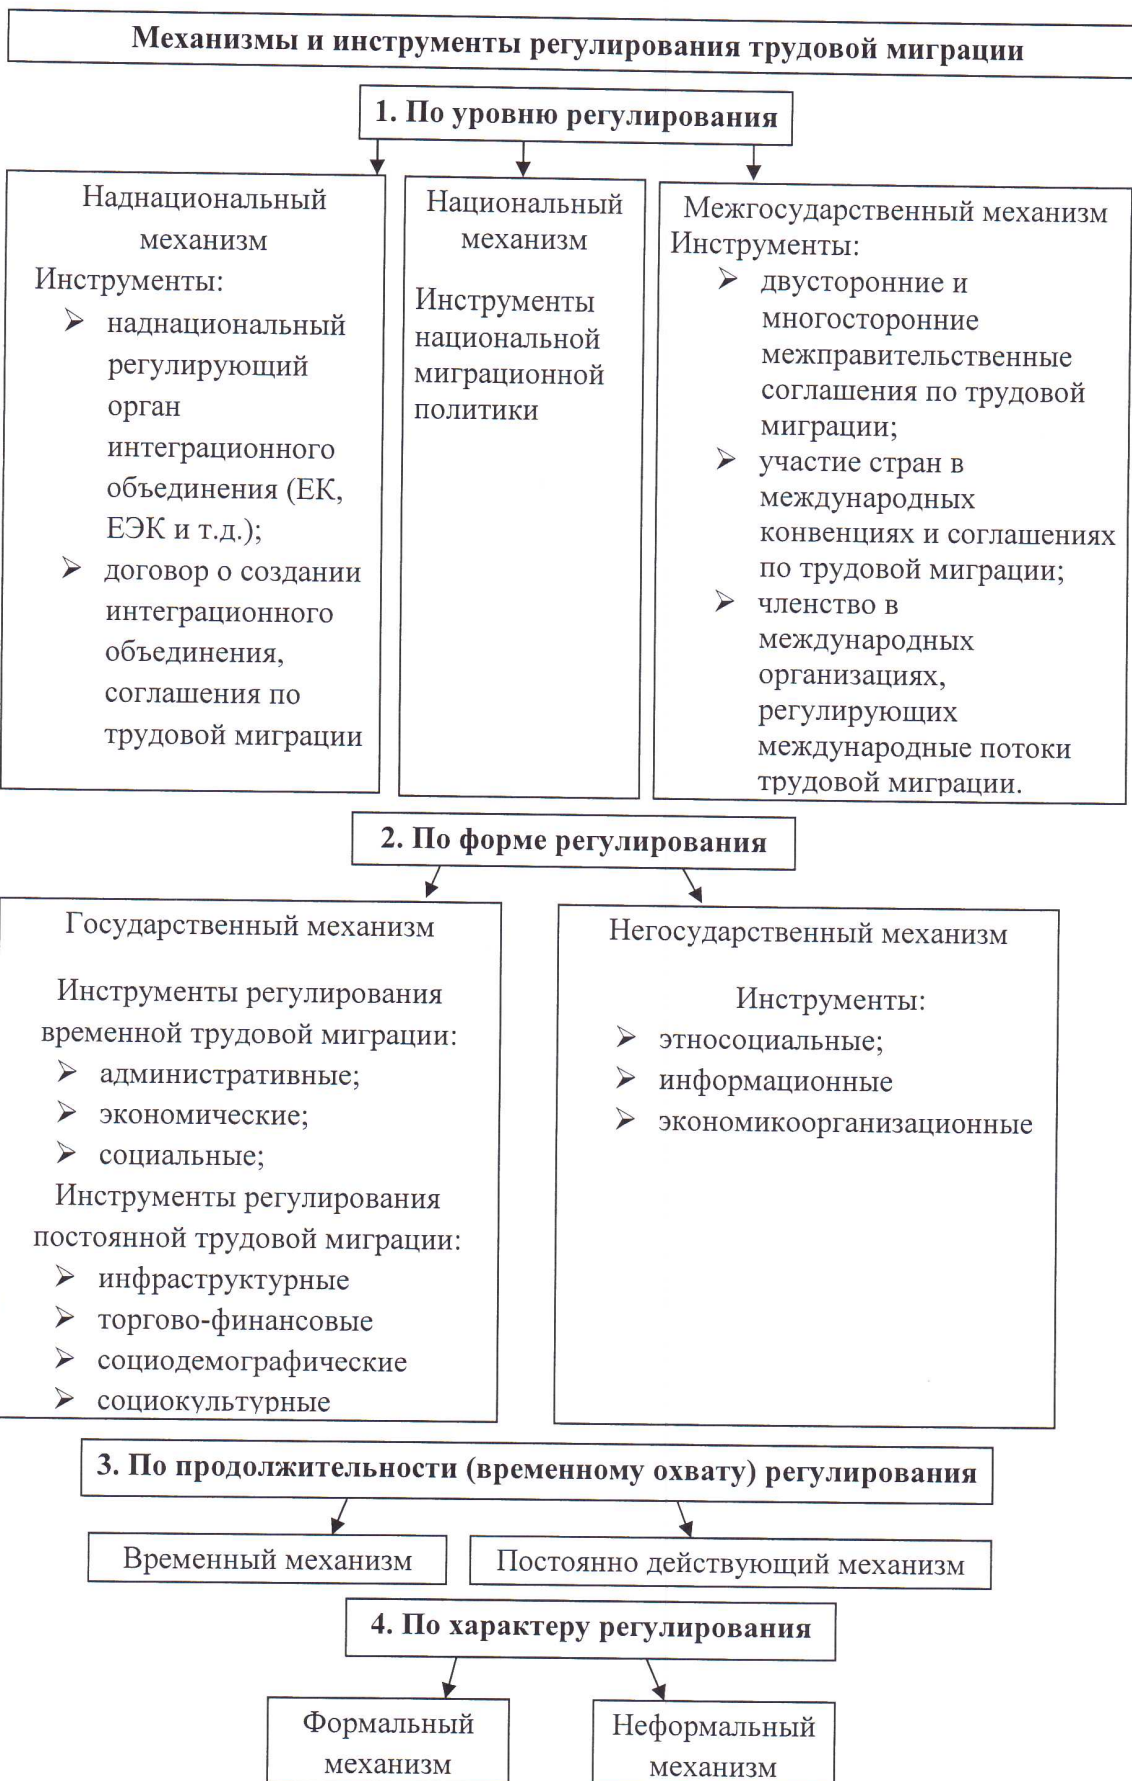 Механизмы и инструменты регулирования трудовой миграции
1. По уровню регулирования
Наднациональный
механизм
Инструменты:
➢ наднациональный
регулирующий
орган
интеграционного
объединения (ЕК,
ЕЭК и т.д.);
➢ договор о создании
интеграционного
объединения,
соглашения по
трудовой миграции
Национальный
механизм
Инструменты
национальной
миграционной
политики
Межгосударственный механизм
Инструменты:
➢ двусторонние и
многосторонние
межправительственные
соглашения по трудовой
миграции;
➢ участие стран в
международных
конвенциях и соглашениях
по трудовой миграции;
➢ членство в
международных
организациях,
регулирующих
международные потоки
трудовой миграции.
2. По форме регулирования
Государственный механизм
Инструменты регулирования
временной трудовой миграции:
➢ административные;
➢ экономические;
➢ социальные;
Инструменты регулирования
постоянной трудовой миграции:
➢ инфраструктурные
➢ торгово-финансовые
➢ социодемографические
➢ социокультурные
Негосударственный механизм
Инструменты:
➢ этносоциальные;
➢ информационные
➢ экономикоорганизационные
3. По продолжительности (временному охвату) регулирования
Временный механизм
Постоянно действующий механизм
4. По характеру регулирования
Формальный
механизм
Неформальный
механизм